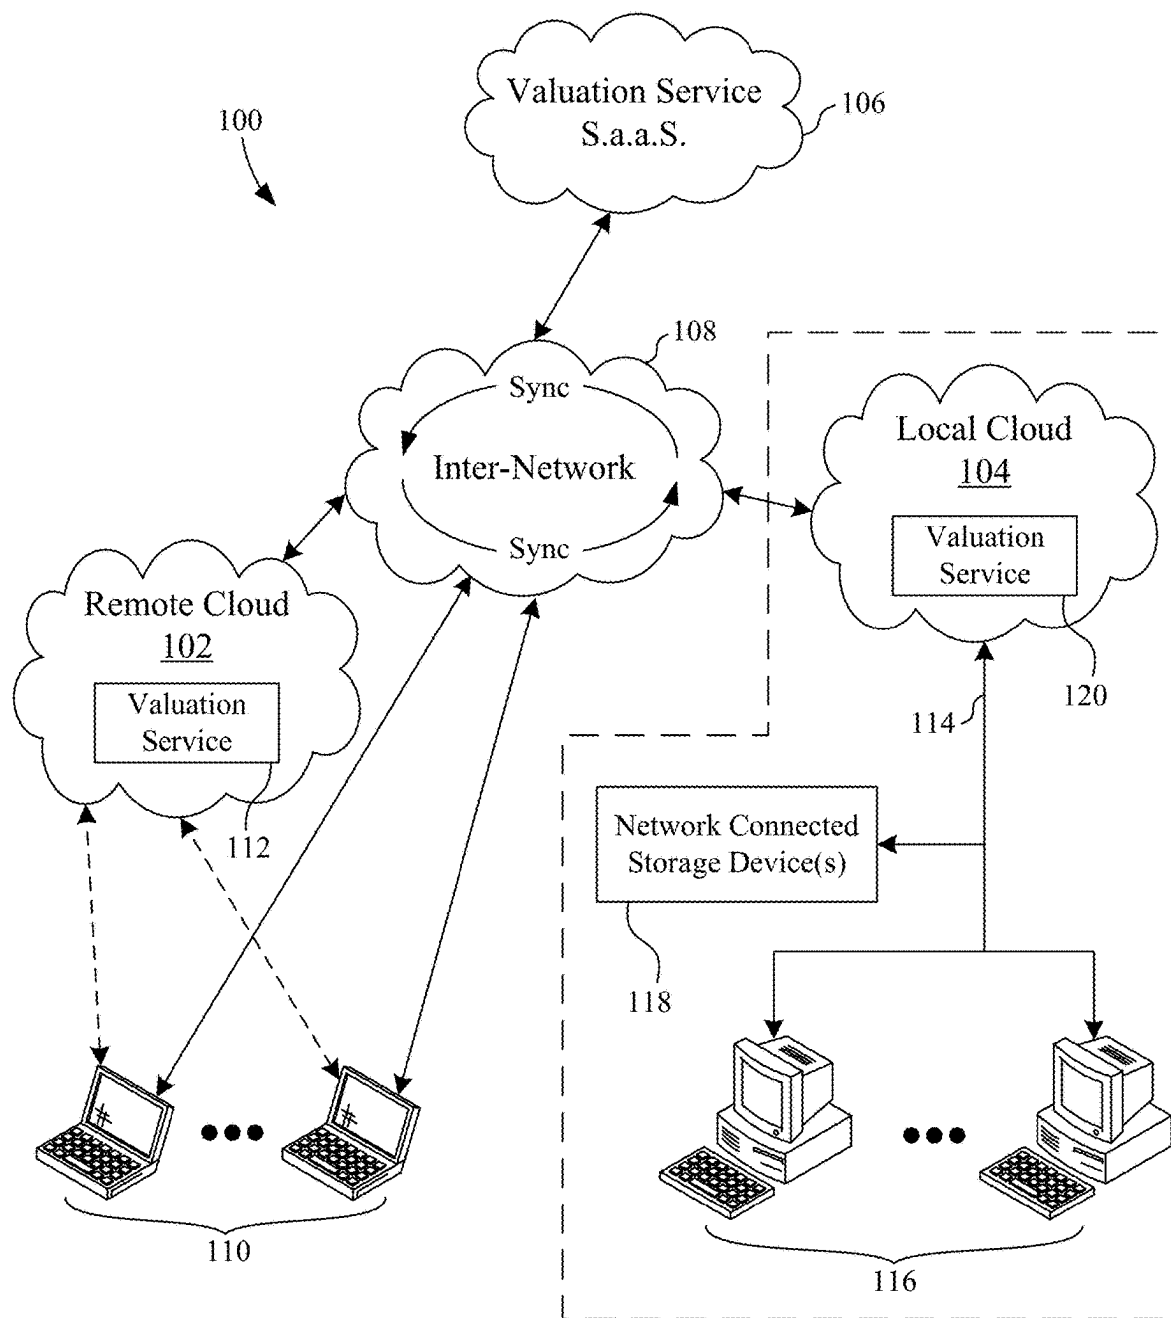 Valuation Service
S.a.a.S.
106
100
108
Sync
Inter-Network
Sync
Local Cloud
104
Valuation
Service
120
114
Remote Cloud
102
Valuation
Service
112
Network Connected
Storage Device(s)
118
110
116